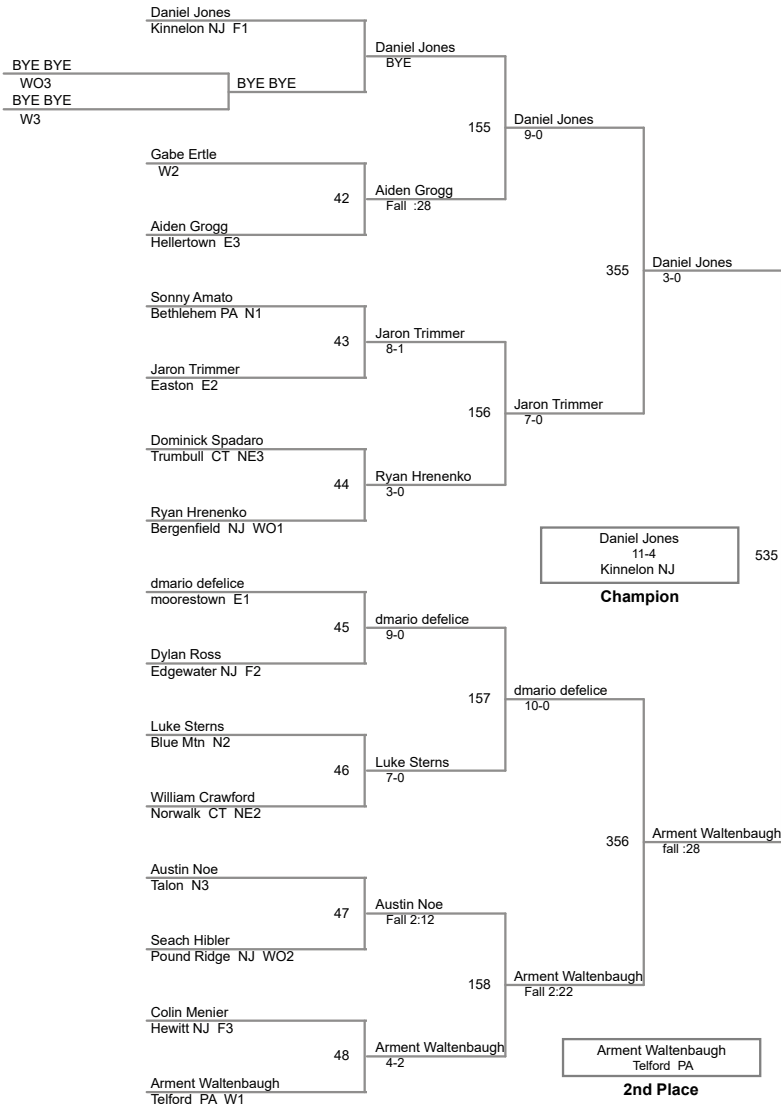 Daniel Jones
Kinnelon NJ F1
BYE BYE
WO3
BYE BYE
W3
BYE BYE
Daniel Jones
BYE
Gabe Ertle
W2
42
Aiden Grogg
Hellertown E3
Aiden Grogg
Fall :28
155
Daniel Jones
9-0
Sonny Amato
Bethlehem PA N1
43
Jaron Trimmer
Easton E2
Jaron Trimmer
8-1
Dominick Spadaro
Trumbull CT NE3
44
Ryan Hrenenko
Bergenfield NJ WO1
Ryan Hrenenko
3-0
156
Jaron Trimmer
7-0
355
Daniel Jones
3-0
Daniel Jones
11-4
Kinnelon NJ
535
Champion
dmario defelice
moorestown E1
45
Dylan Ross
Edgewater NJ F2
dmario defelice
9-0
Luke Sterns
Blue Mtn N2
46
William Crawford
Norwalk CT NE2
Luke Sterns
7-0
157
dmario defelice
10-0
Austin Noe
Talon N3
47
Seach Hibler
Pound Ridge NJ WO2
Austin Noe
Fall 2:12
Colin Menier
Hewitt NJ F3
48
Arment Waltenbaugh
Telford PA W1
Arment Waltenbaugh
4-2
158
Arment Waltenbaugh
Fall 2:22
356
Arment Waltenbaugh
fall :28
Arment Waltenbaugh
Telford PA
2nd Place